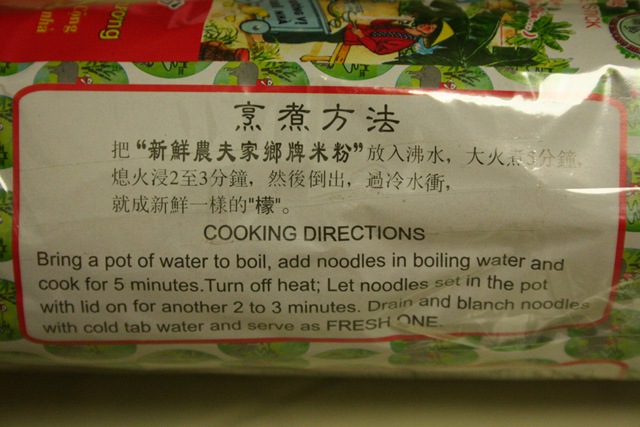 烹煮方法
把“新鮮農夫家鄉牌米粉”放入沸水，大火煮5分鐘，
熄火浸2至3分鐘，然後倒出，過冷水衝，
就成新鮮一樣的"檬"。
COOKING DIRECTIONS
Bring a pot of water to boil, add noodles in boiling water and
cook for 5 minutes.Turn off heat; Let noodles set in the pot
with lid on for another 2 to 3 minutes. Drain and blanch noodles
with cold tab water and serve as FRESH ONE.